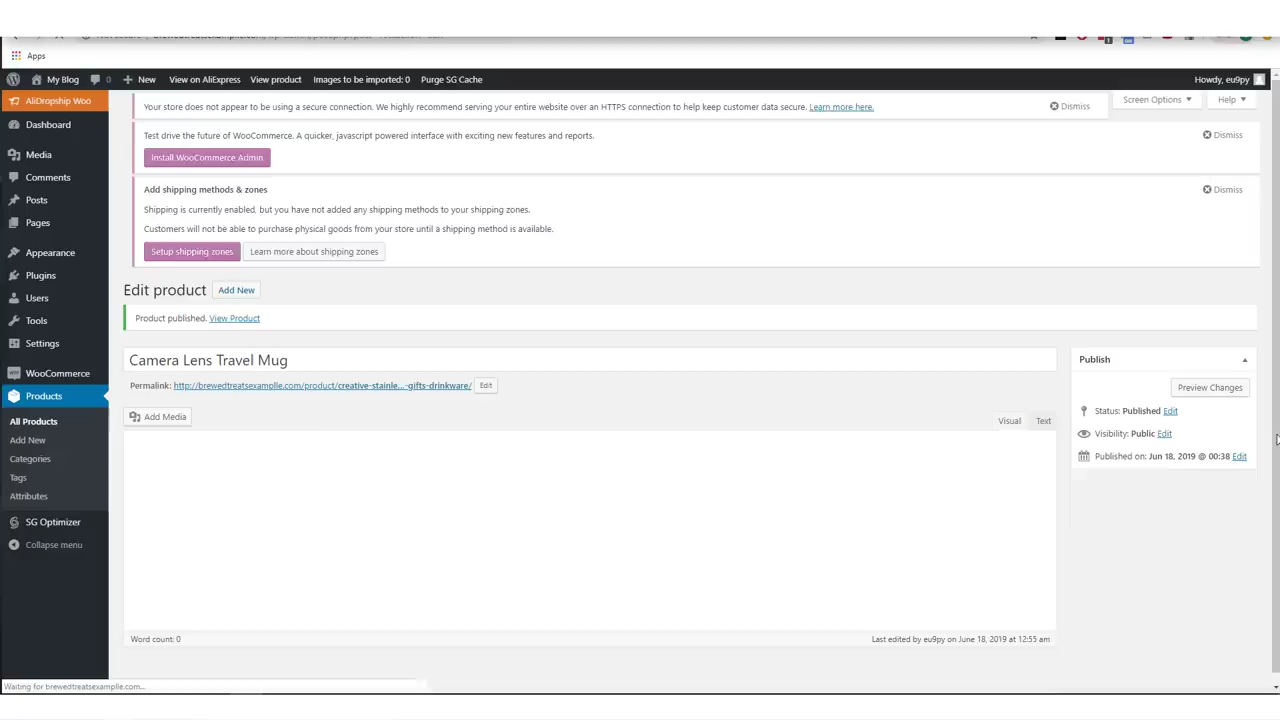 Apps
My Blog 0 New View on AliExpress View product Images to be imported: 0 Purge SG Cache Howdy, eu9py
AliDropship Woo
Dashboard
Media
Comments
Posts
Pages
Appearance
Plugins
Users
Tools
Settings
WooCommerce
Products
All Products
Add New
Categories
Tags
Attributes
SG Optimizer
Collapse menu
Screen Options Help
Your store does not appear to be using a secure connection. We highly recommend serving your entire website over an HTTPS connection to help keep customer data secure. Learn more here. Dismiss
Test drive the future of WooCommerce. A quicker, javascript powered interface with exciting new features and reports. Dismiss
Install WooCommerce Admin
Add shipping methods & zones Dismiss
Shipping is currently enabled, but you have not added any shipping methods to your shipping zones.
Customers will not be able to purchase physical goods from your store until a shipping method is available.
Setup shipping zones Learn more about shipping zones
Edit product Add New
Product published. View Product
Camera Lens Travel Mug
Permalink: http://brewedtreatsexamplle.com/product/creative-stainle...-gifts-drinkware/ Edit
Add Media Visual Text
Word count: 0 Last edited by eu9py on June 18, 2019 at 12:55 am
Publish
Preview Changes
Status: Published Edit
Visibility: Public Edit
Published on: Jun 18, 2019 @ 00:38 Edit
Waiting for brewedtreatsexamplle.com...